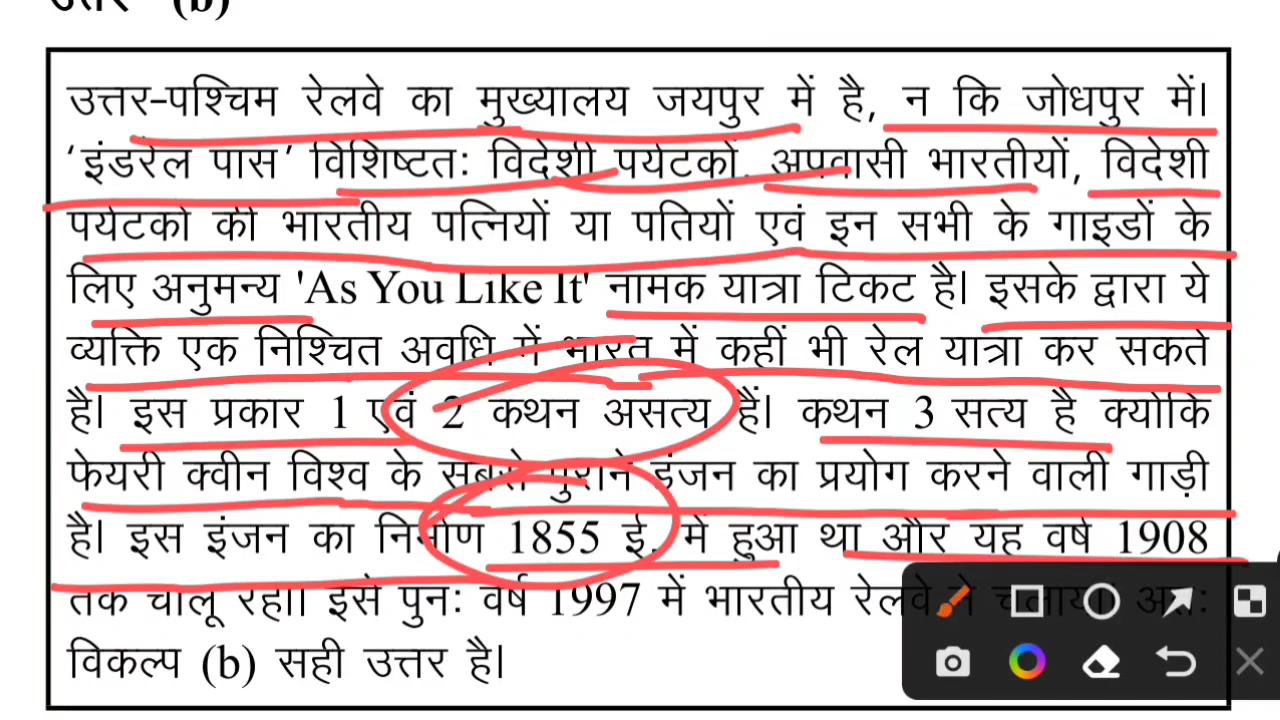 उत्तर (b)
उत्तर-पश्चिम रेलवे का मुख्यालय जयपुर में है, न कि जोधपुर में।
‘इंडरेल पास’ विशिष्टतः विदेशी पर्यटकों, अप्रवासी भारतीयों, विदेशी
पर्यटकों की भारतीय पत्नियों या पतियों एवं इन सभी के गाइडों के
लिए अनुमन्य 'As You Like It' नामक यात्रा टिकट है। इसके द्वारा ये
व्यक्ति एक निश्चित अवधि में भारत में कहीं भी रेल यात्रा कर सकते
हैं। इस प्रकार 1 एवं 2 कथन असत्य हैं। कथन 3 सत्य है क्योंकि
फेयरी क्वीन विश्व के सबसे पुराने इंजन का प्रयोग करने वाली गाड़ी
है। इस इंजन का निर्माण 1855 ई. में हुआ था और यह वर्ष 1908
तक चालू रहा। इसे पुनः वर्ष 1997 में भारतीय रेलवे ने चलाया। अतः
विकल्प (b) सही उत्तर है।